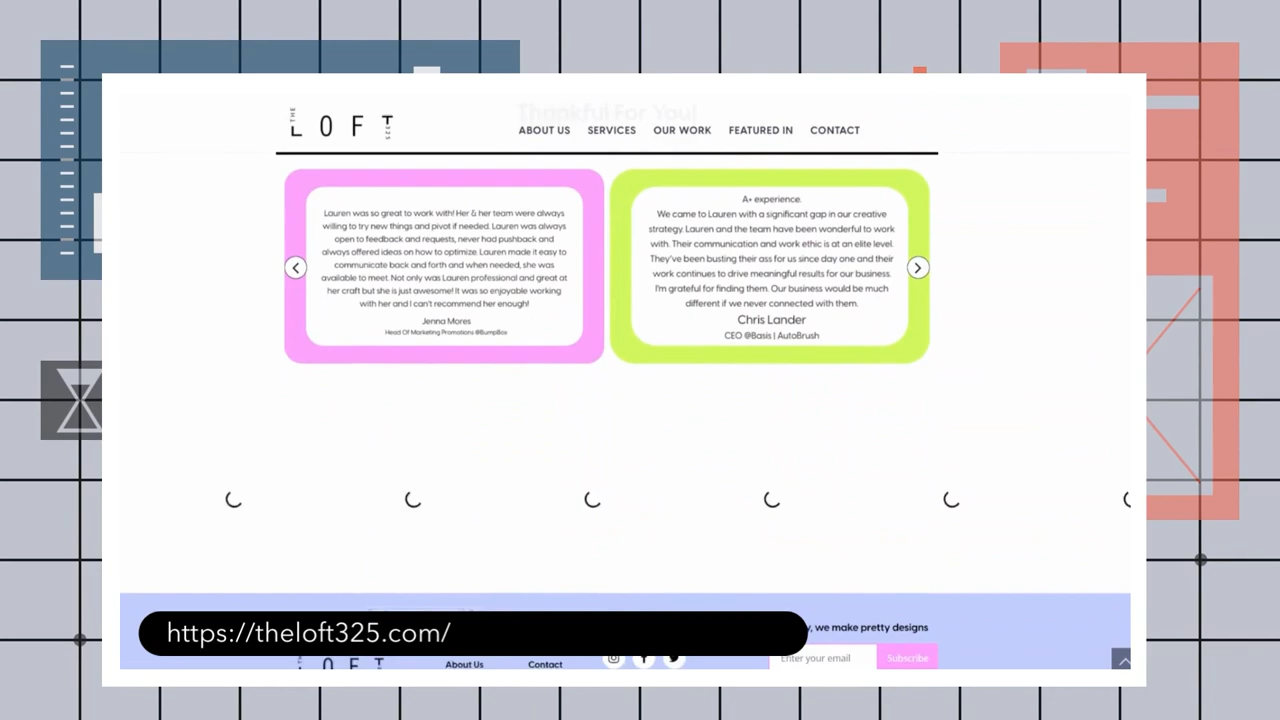 Thankful For You!
THE LOFT 325
ABOUT US SERVICES OUR WORK FEATURED IN CONTACT
Lauren was so great to work with! Her & her team were always
willing to try new things and pivot if needed. Lauren was always
open to feedback and requests, never had pushback and
always offered ideas on how to optimize. Lauren made it easy to
communicate back and forth and when needed, she was
available to meet. Not only was Lauren professional and great at
her craft but she is just awesome! It was so enjoyable working
with her and I can't recommend her enough!
Jenna Mores
Head Of Marketing Promotions @BumpBox
A+ experience.
We came to Lauren with a significant gap in our creative
strategy. Lauren and the team have been wonderful to work
with. Their communication and work ethic is at an elite level.
They've been busting their ass for us since day one and their
work continues to drive meaningful results for our business.
I'm grateful for finding them. Our business would be much
different if we never connected with them.
Chris Lander
CEO @Basis | AutoBrush
https://theloft325.com/
, we make pretty designs
LOFT
About Us Contact
Enter your email Subscribe